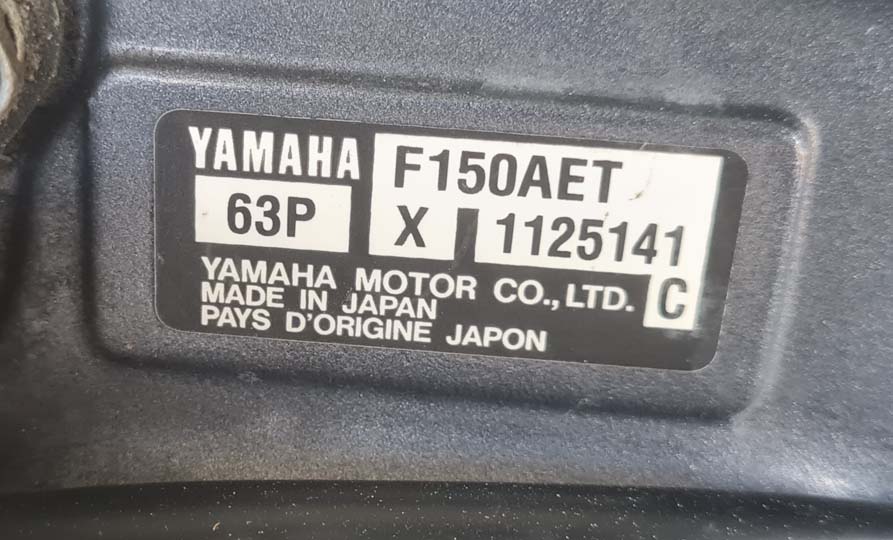 YAMAHA F150AET
63P X 1125141
YAMAHA MOTOR CO., LTD. C
MADE IN JAPAN
PAYS D'ORIGINE JAPON